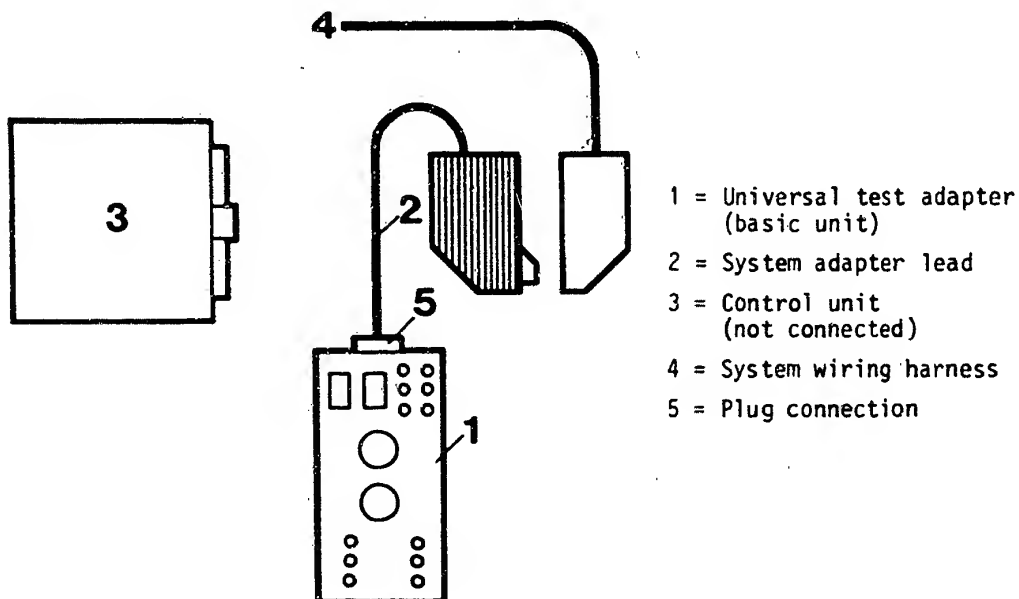 4
3
2
5
1
1 = Universal test adapter
(basic unit)
2 = System adapter lead
3 = Control unit
(not connected)
4 = System wiring harness
5 = Plug connection